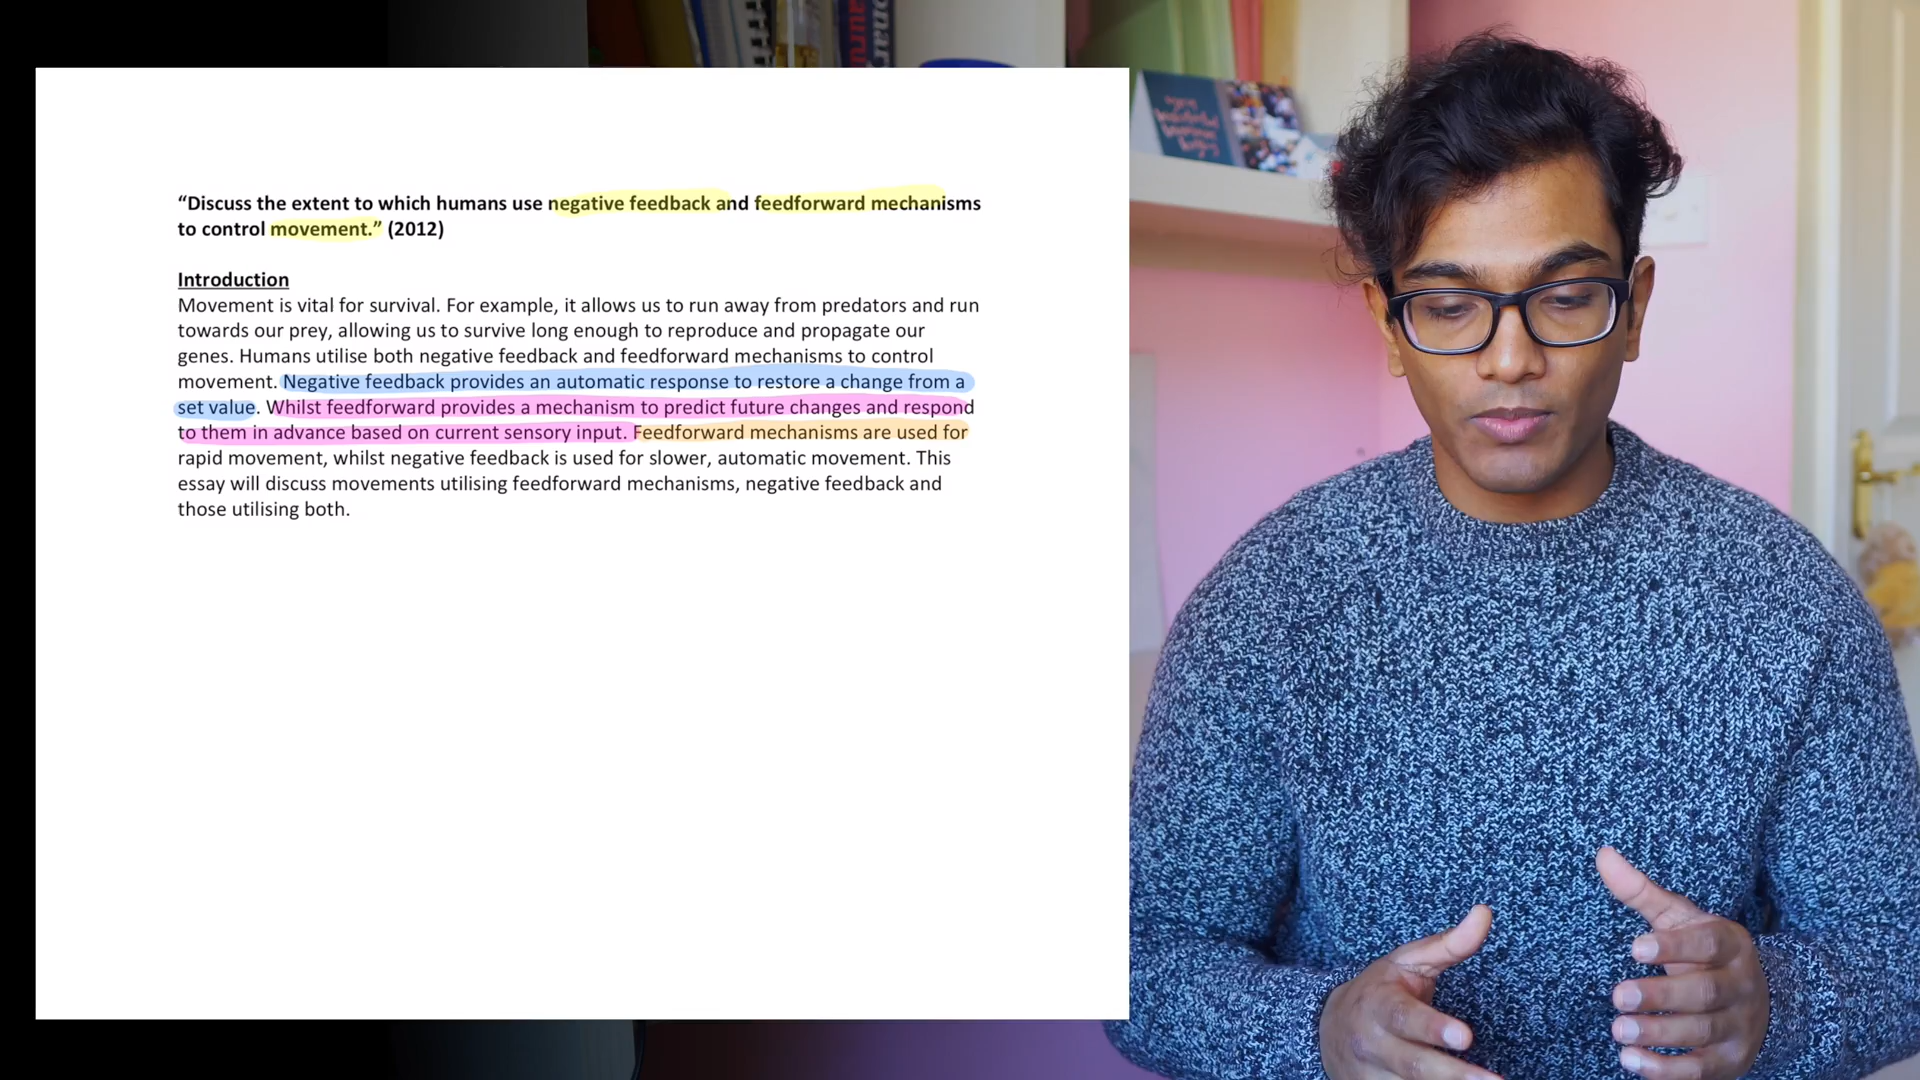 “Discuss the extent to which humans use negative feedback and feedforward mechanisms
to control movement.” (2012)
Introduction
Movement is vital for survival. For example, it allows us to run away from predators and run
towards our prey, allowing us to survive long enough to reproduce and propagate our
genes. Humans utilise both negative feedback and feedforward mechanisms to control
movement. Negative feedback provides an automatic response to restore a change from a
set value. Whilst feedforward provides a mechanism to predict future changes and respond
to them in advance based on current sensory input. Feedforward mechanisms are used for
rapid movement, whilst negative feedback is used for slower, automatic movement. This
essay will discuss movements utilising feedforward mechanisms, negative feedback and
those utilising both.